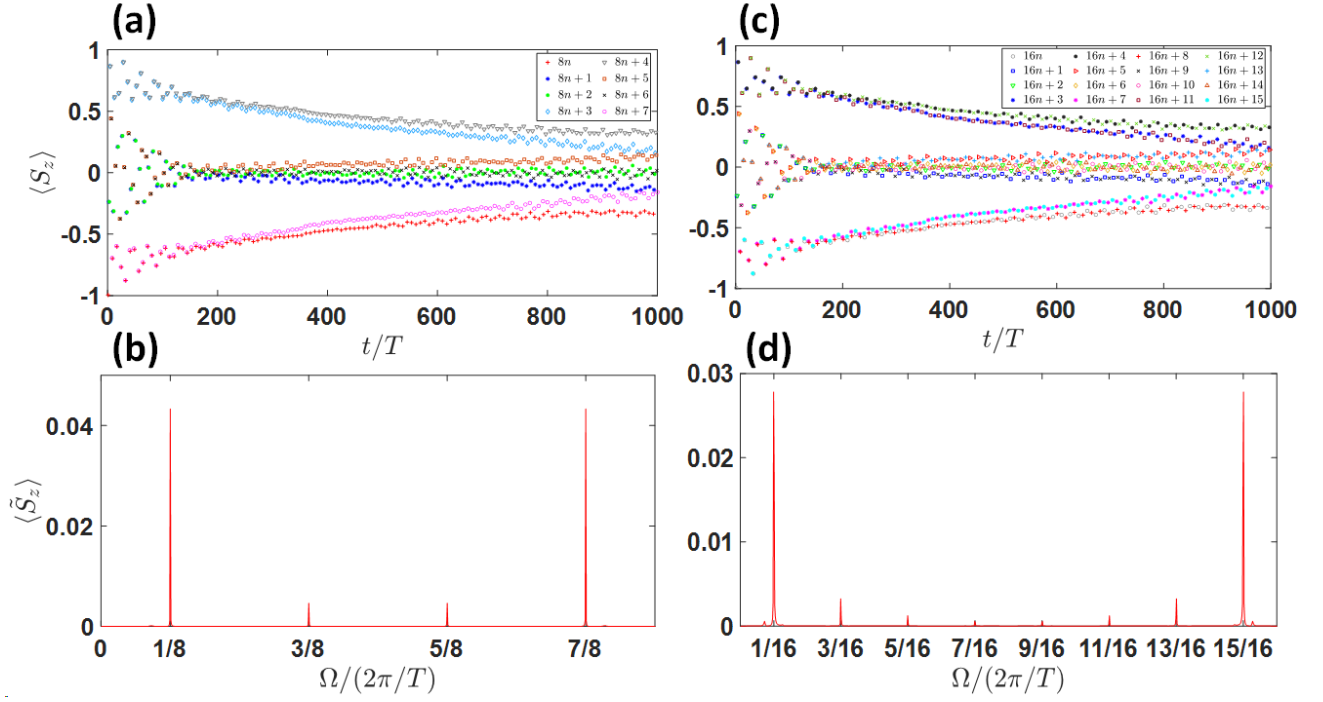 (a)
1
0.5
0
-0.5
-1
⟨S_z⟩
8n 8n + 4
8n + 1 8n + 5
8n + 2 8n + 6
8n + 3 8n + 7
0 200 400 600 800 1000
t/T
(b)
0.04
0.02
0
⟨S̃_z⟩
0 1/8 3/8 5/8 7/8
Ω/(2π/T)
(c)
1
0.5
0
-0.5
-1
16n 16n + 4 16n + 8 16n + 12
16n + 1 16n + 5 16n + 9 16n + 13
16n + 2 16n + 6 16n + 10 16n + 14
16n + 3 16n + 7 16n + 11 16n + 15
0 200 400 600 800 1000
t/T
(d)
0.03
0.02
0.01
0
1/16 3/16 5/16 7/16 9/16 11/16 13/16 15/16
Ω/(2π/T)